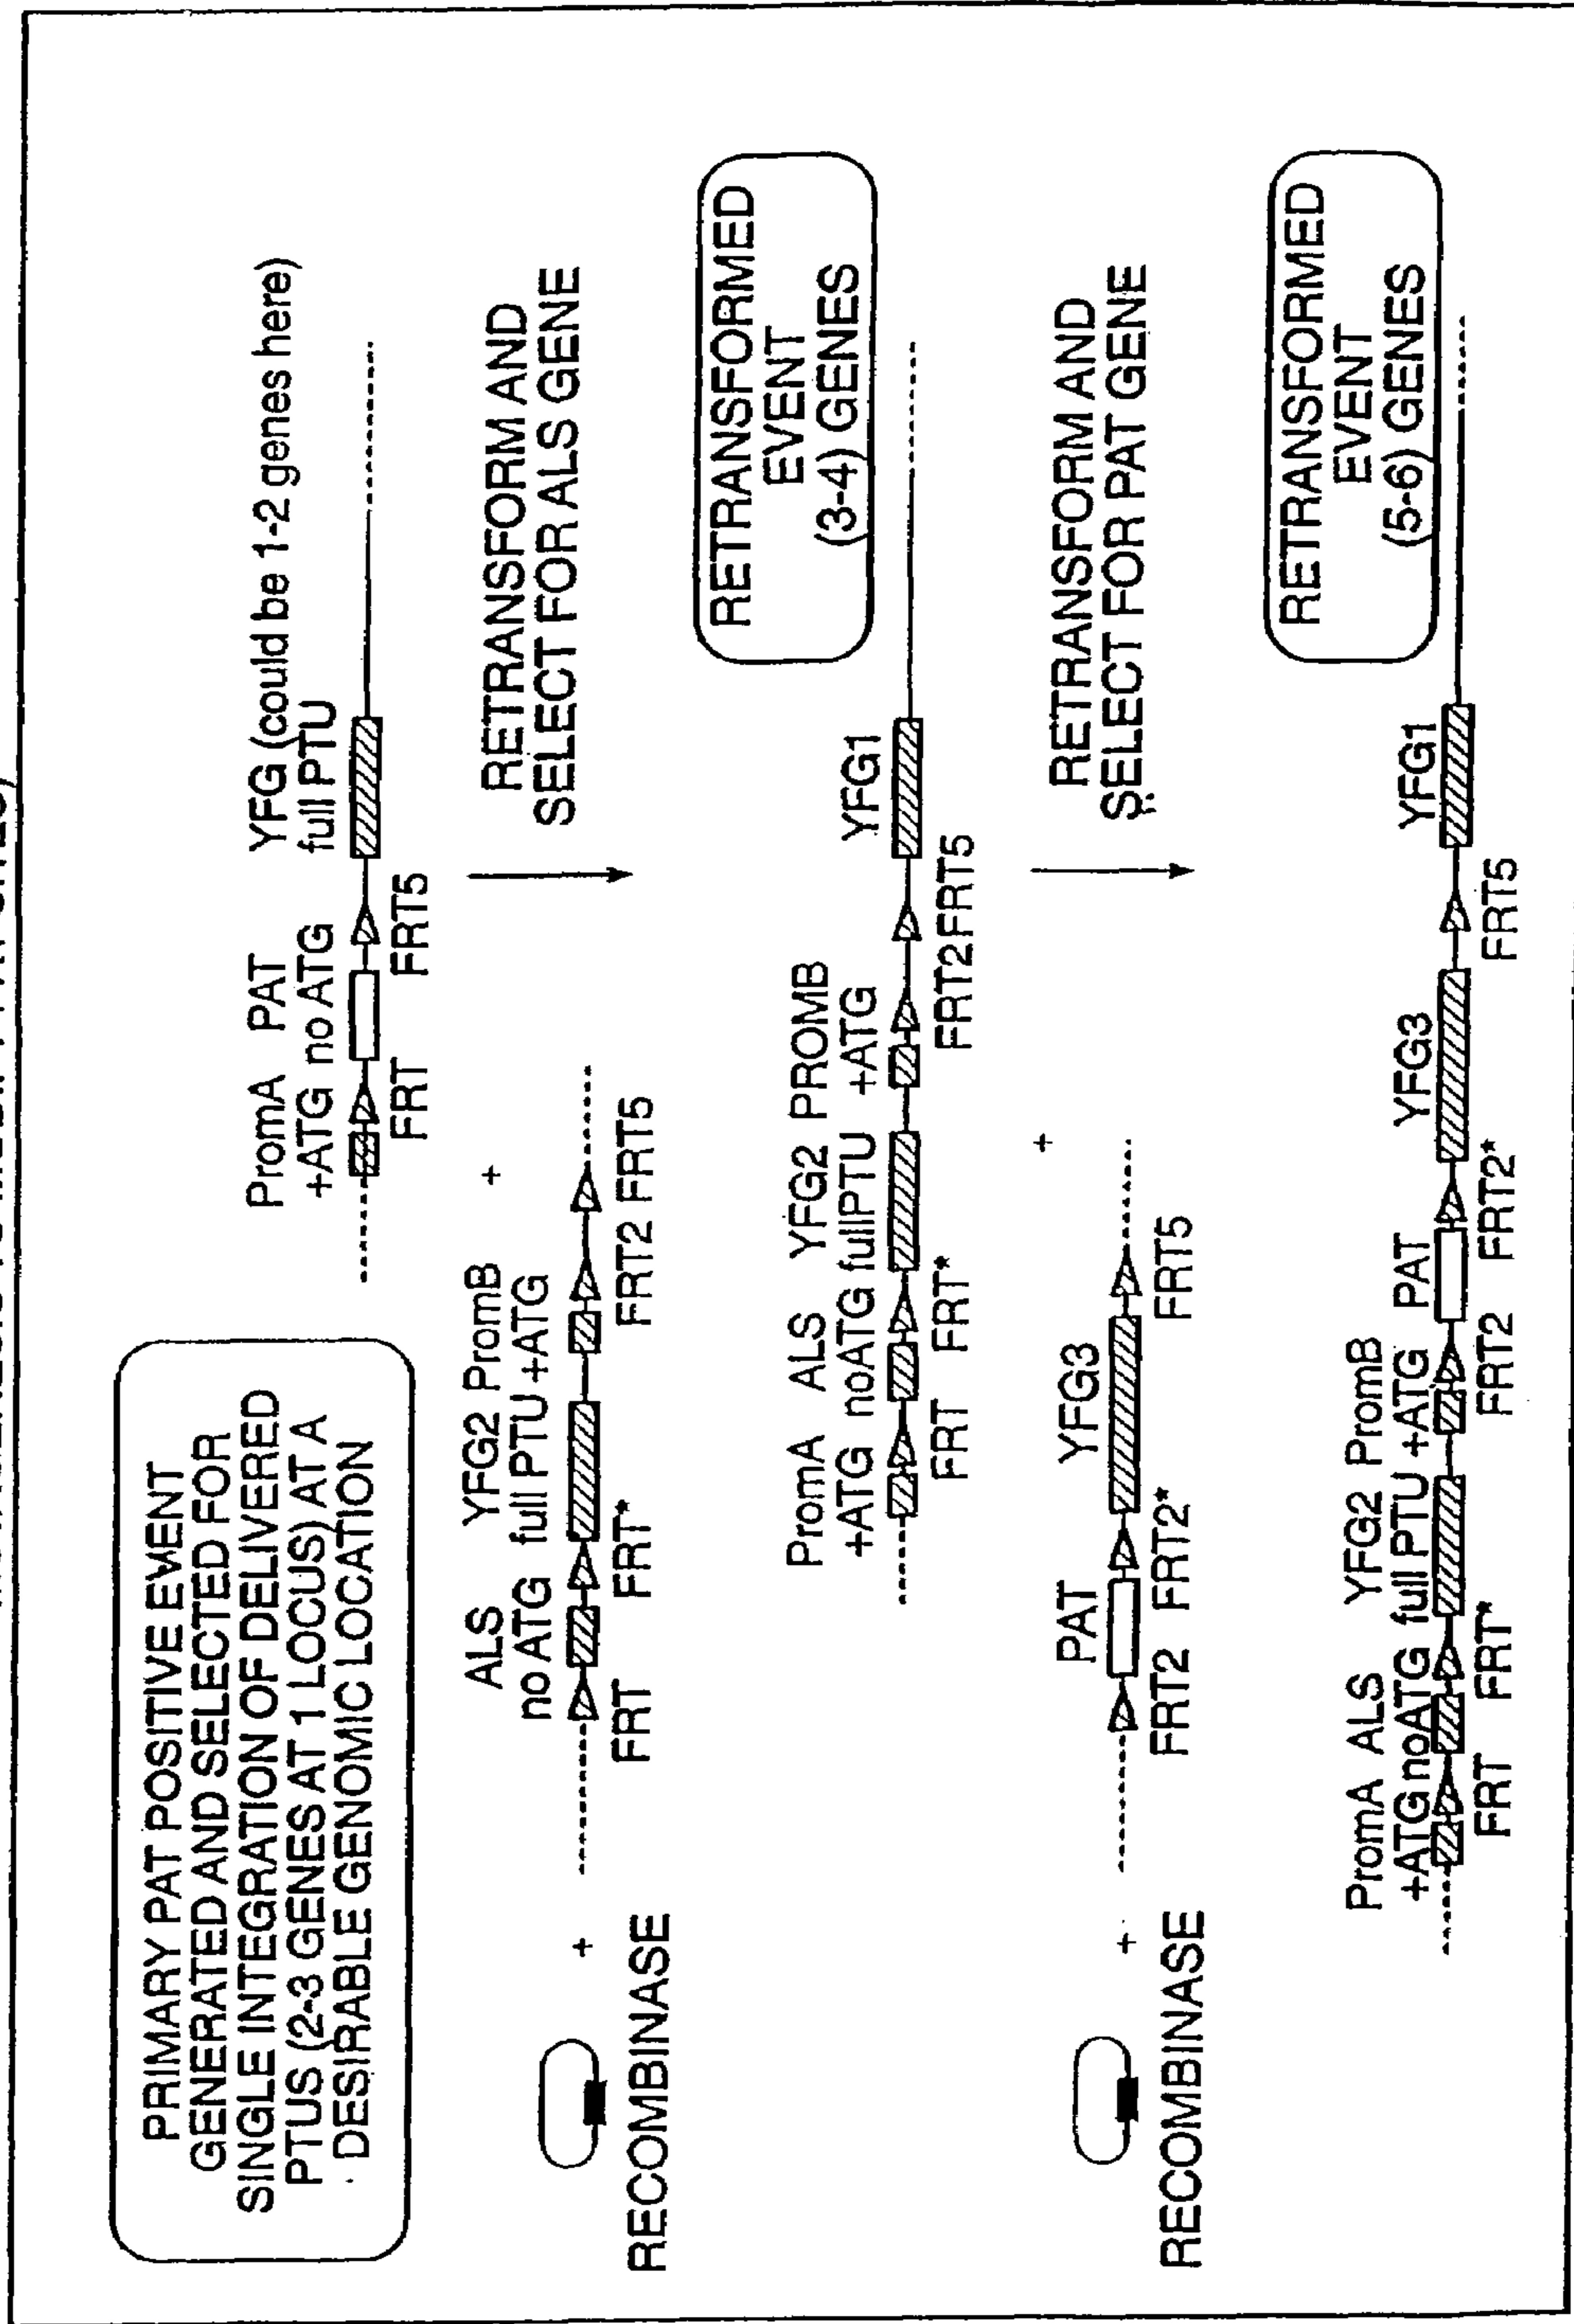 PRIMARY PAT POSITIVE EVENT
GENERATED AND SELECTED FOR
SINGLE INTEGRATION OF DELIVERED
PTUS (2-3 GENES AT 1 LOCUS) AT A
DESIRABLE GENOMIC LOCATION
PromA PAT YFG (could be 1-2 genes here)
+ATG no ATG full PTU
FRT FRT5
ALS YFG2 PromB +
no ATG full PTU +ATG
FRT FRT* FRT2 FRT5
+
RECOMBINASE
RETRANSFORM AND
SELECT FOR ALS GENE
RETRANSFORMED
EVENT
(3-4) GENES
PromA ALS YFG2 PROMB YFG1
+ATG noATG fullPTU +ATG
FRT FRT* FRT2FRT5
+
PAT YFG3
FRT2 FRT2* FRT5
+
RECOMBINASE
RETRANSFORM AND
SELECT FOR PAT GENE
RETRANSFORMED
EVENT
(5-6) GENES
PromA ALS YFG2 PromB PAT YFG3 YFG1
+ATG noATG full PTU +ATG
FRT FRT* FRT2 FRT2* FRT5